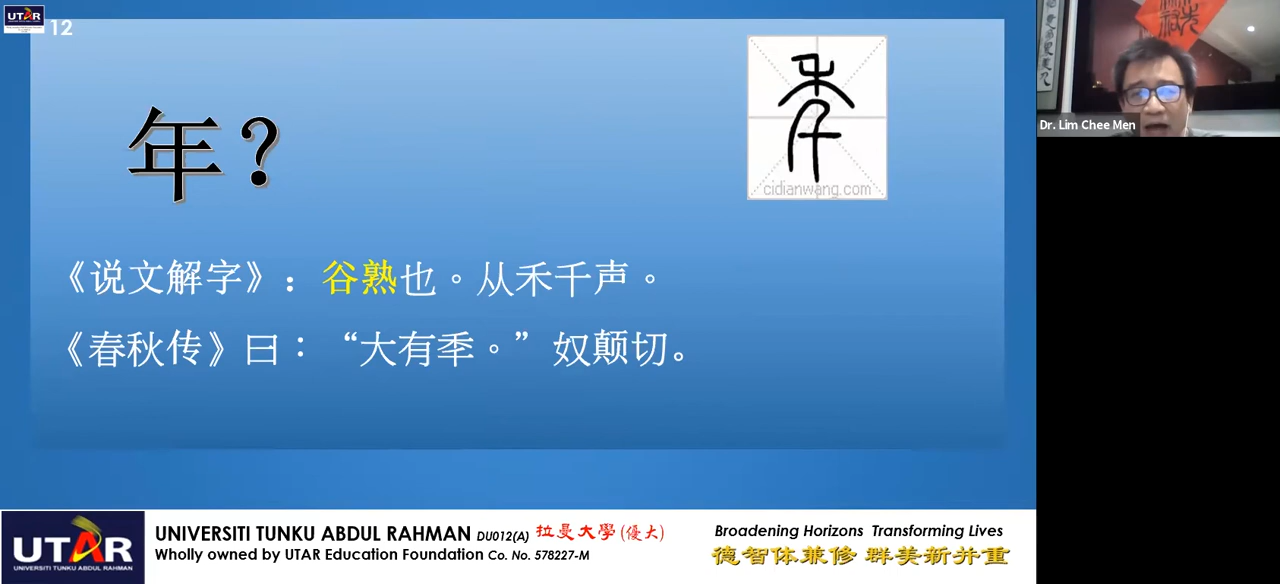 UTAR
12
年?
秊
cidianwang.com
《说文解字》：谷熟也。从禾千声。
《春秋传》曰：“大有秊。”奴颠切。
Dr. Lim Chee Men
UTAR
UNIVERSITI TUNKU ABDUL RAHMAN
UNIVERSITI TUNKU ABDUL RAHMAN DU012(A) 拉曼大學(優大)
Wholly owned by UTAR Education Foundation Co. No. 578227-M
Broadening Horizons Transforming Lives
德智体兼修 群美新并重